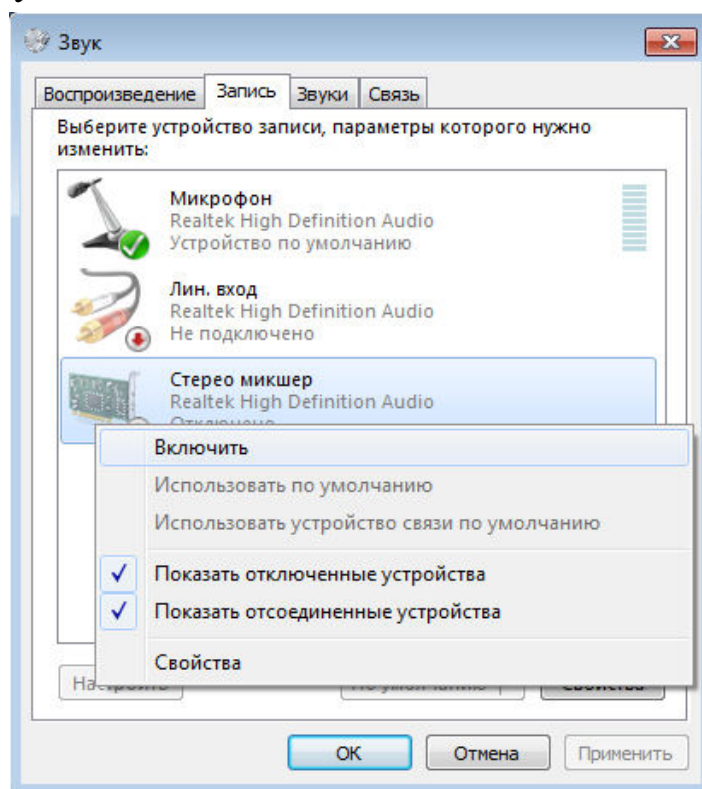 Звук
Воспроизведение Запись Звуки Связь
Выберите устройство записи, параметры которого нужно
изменить:
Микрофон
Realtek High Definition Audio
Устройство по умолчанию
Лин. вход
Realtek High Definition Audio
Не подключено
Стерео микшер
Realtek High Definition Audio
Отключено
Включить
Использовать по умолчанию
Использовать устройство связи по умолчанию
Показать отключенные устройства
Показать отсоединенные устройства
Свойства
ОК Отмена Применить